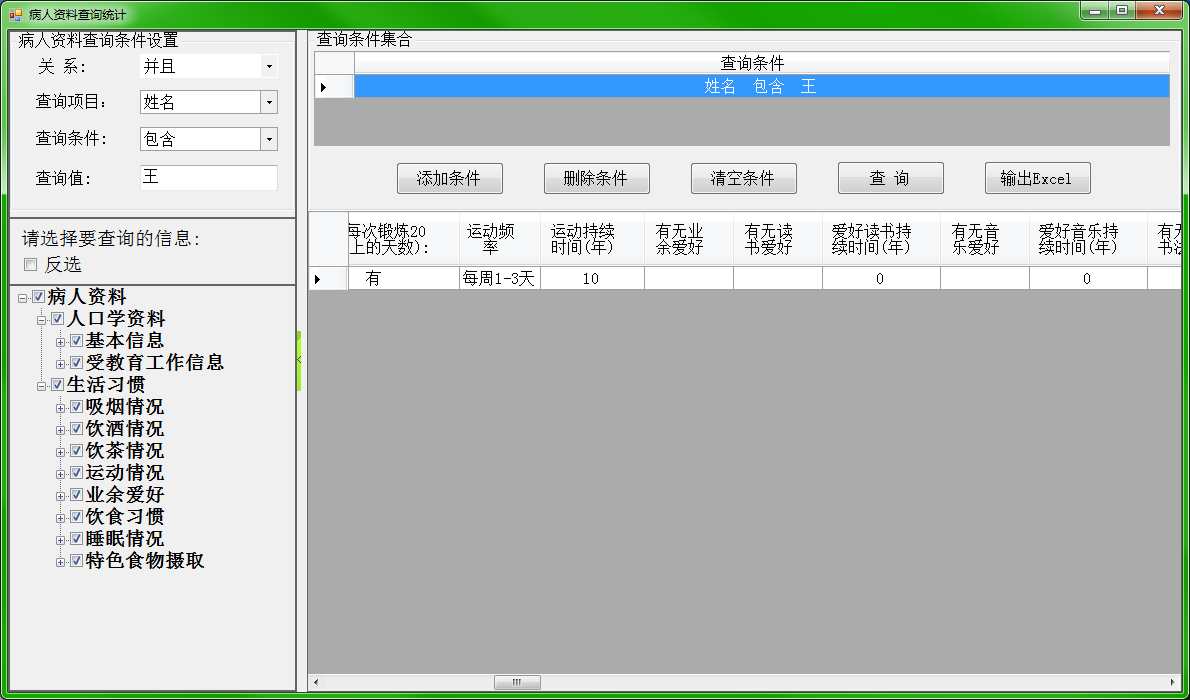 病人资料查询统计
病人资料查询条件设置
关 系: 并且
查询项目: 姓名
查询条件: 包含
查询值: 王
请选择要查询的信息:
反选
病人资料
人口学资料
基本信息
受教育工作信息
生活习惯
吸烟情况
饮酒情况
饮茶情况
运动情况
业余爱好
饮食习惯
睡眠情况
特色食物摄取
查询条件集合
查询条件
姓名 包含 王
添加条件 删除条件 清空条件 查 询 输出Excel
每次锻炼20 运动频 运动持续 有无业 有无读 爱好读书持 有无音 爱好音乐持
上的天数): 率 时间(年) 余爱好 书爱好 续时间(年) 乐爱好 续时间(年)
有 每周1-3天 10 0 0